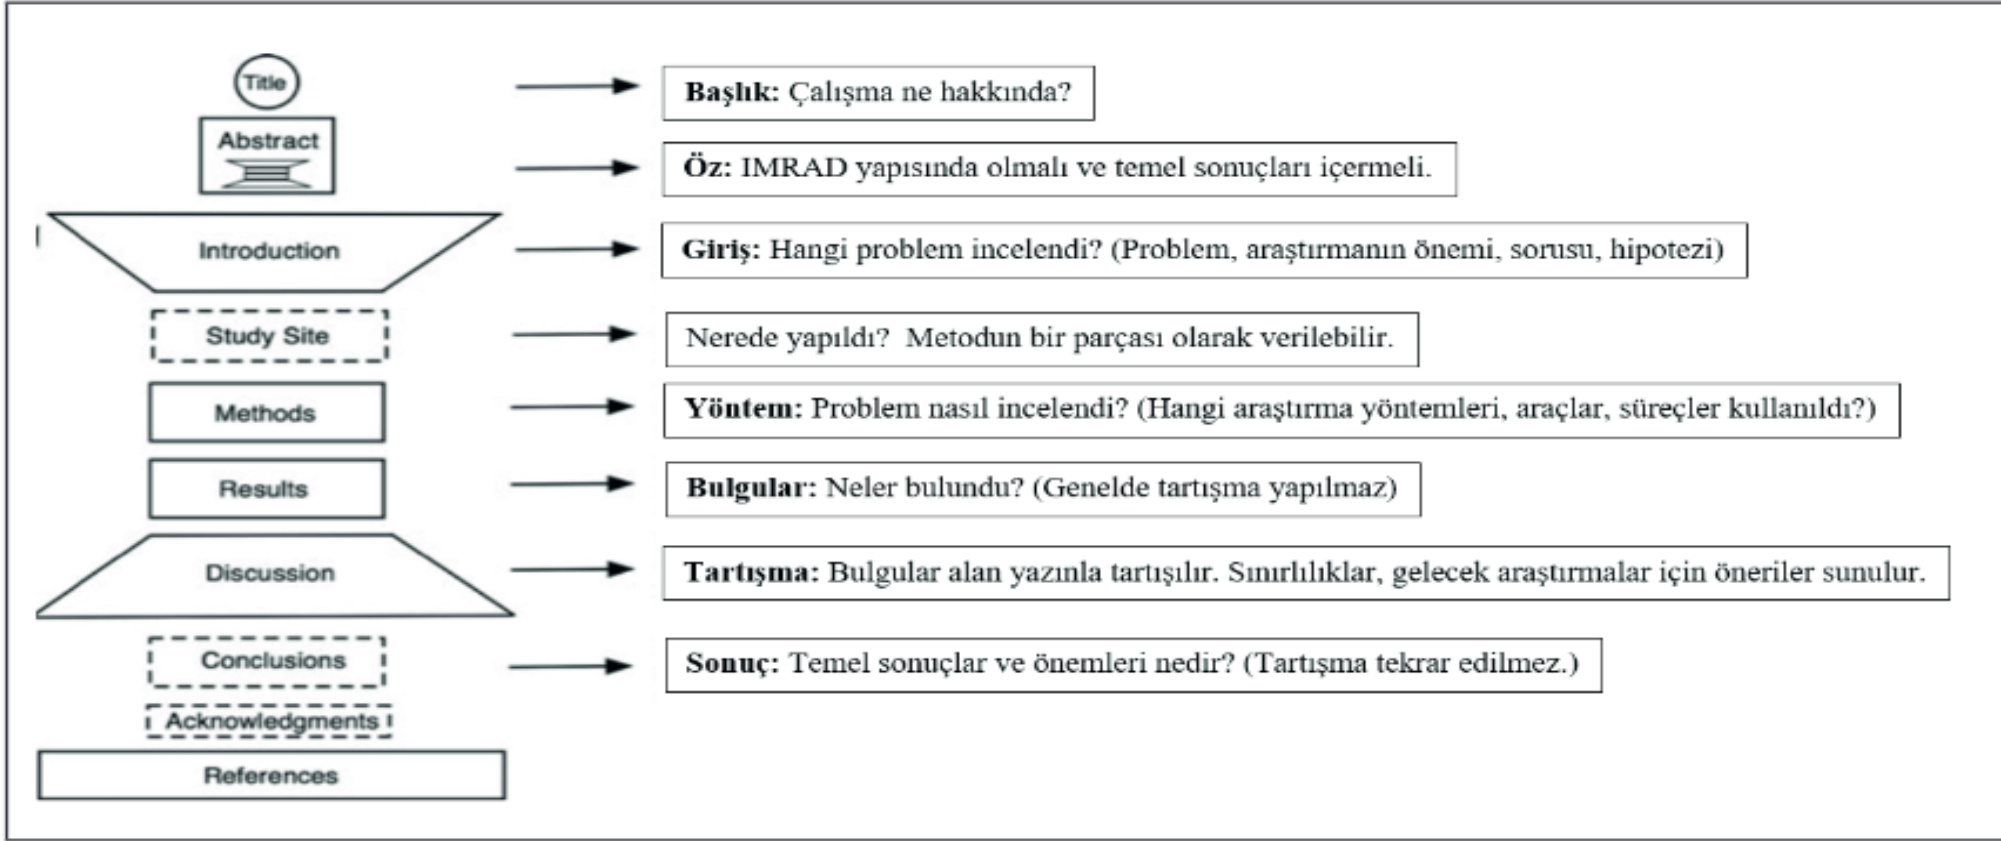 Title
Başlık: Çalışma ne hakkında?
Abstract
Öz: IMRAD yapısında olmalı ve temel sonuçları içermeli.
Introduction
Giriş: Hangi problem incelendi? (Problem, araştırmanın önemi, sorusu, hipotezi)
Study Site
Nerede yapıldı? Metodun bir parçası olarak verilebilir.
Methods
Yöntem: Problem nasıl incelendi? (Hangi araştırma yöntemleri, araçlar, süreçler kullanıldı?)
Results
Bulgular: Neler bulundu? (Genelde tartışma yapılmaz)
Discussion
Tartışma: Bulgular alan yazınla tartışılır. Sınırlılıklar, gelecek araştırmalar için öneriler sunulur.
Conclusions
Sonuç: Temel sonuçlar ve önemleri nedir? (Tartışma tekrar edilmez.)
Acknowledgments
References